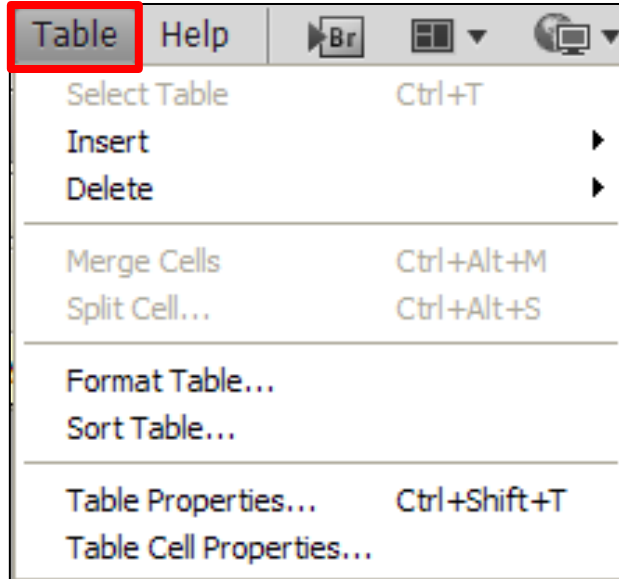 Table Help Br
Select Table Ctrl+T
Insert
Delete
Merge Cells Ctrl+Alt+M
Split Cell... Ctrl+Alt+S
Format Table...
Sort Table...
Table Properties... Ctrl+Shift+T
Table Cell Properties...